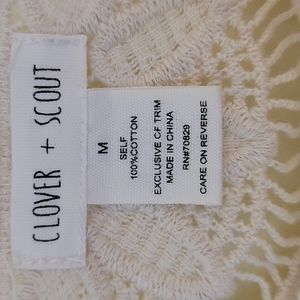 CLOVER + SCOUT
M
SELF
100%COTTON
EXCLUSIVE OF TRIM
MADE IN CHINA
RN#70829
CARE ON REVERSE